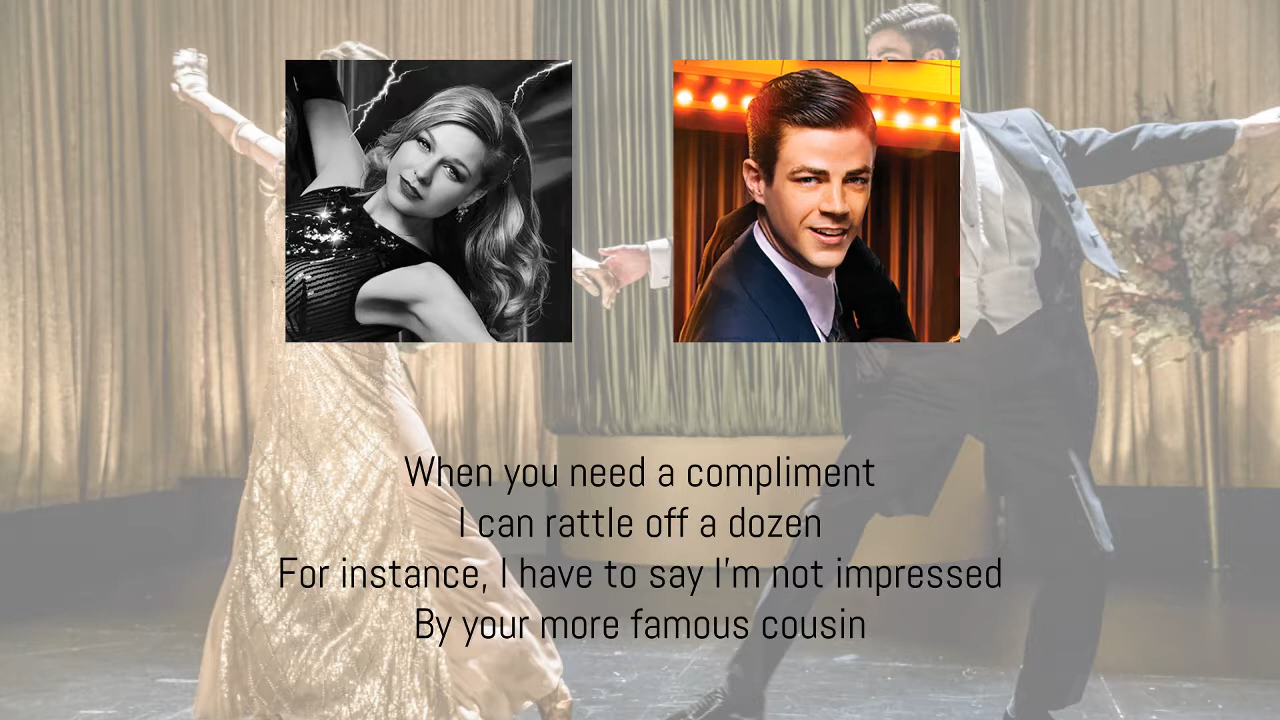 When you need a compliment
I can rattle off a dozen
For instance, I have to say I'm not impressed
By your more famous cousin